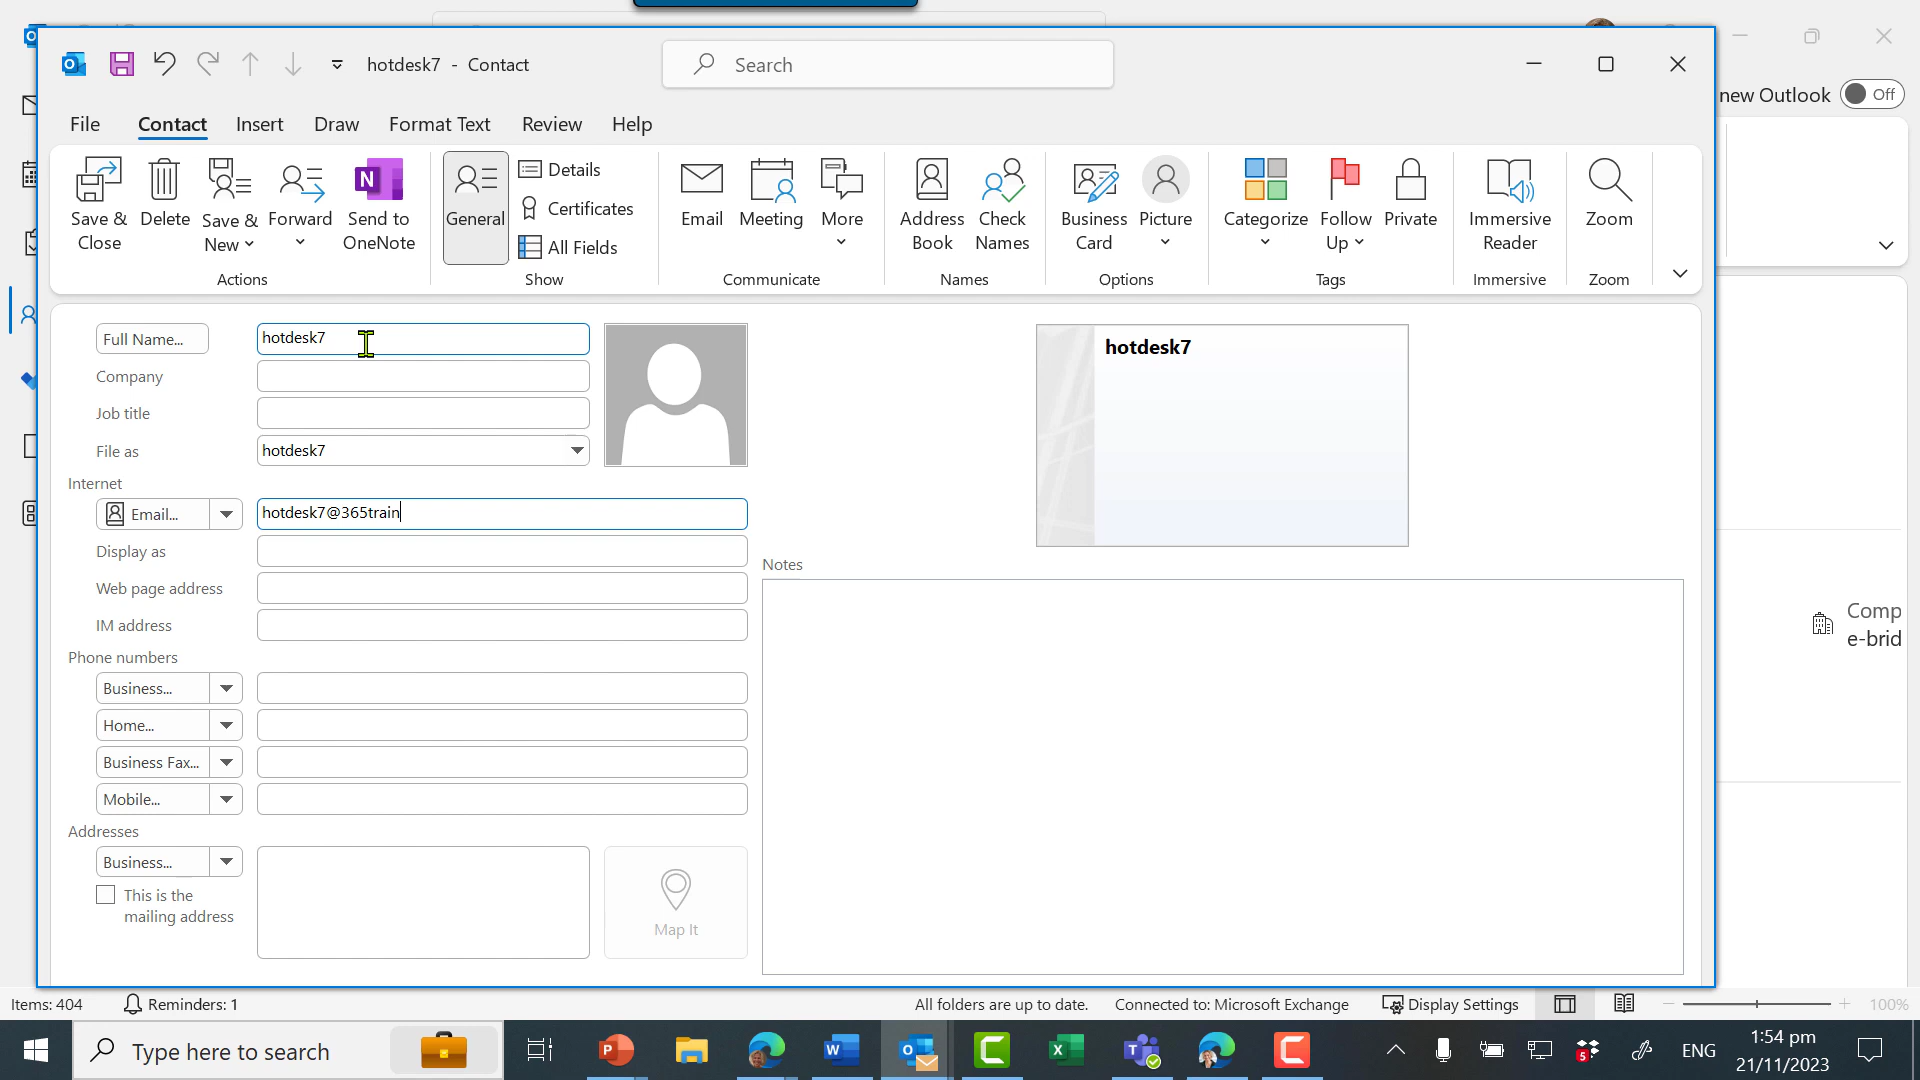 hotdesk7 - Contact
Search
new Outlook
Off
File
Contact
Insert
Draw
Format Text
Review
Help
Save & Close
Delete
Save & New
Forward
N
Send to OneNote
General
Details
Certificates
All Fields
Email
Meeting
More
Address Book
Check Names
Business Card
Picture
Categorize
Follow Up
Private
Immersive Reader
Zoom
Actions
Show
Communicate
Names
Options
Tags
Immersive
Zoom
Full Name...
hotdesk7
Company
Job title
File as
hotdesk7
hotdesk7
Internet
Email...
hotdesk7@365train
Display as
Web page address
IM address
Notes
Phone numbers
Business...
Home...
Business Fax...
Mobile...
Addresses
Business...
This is the
mailing address
Map It
Comp
e-brid
Items: 404
Reminders: 1
All folders are up to date.
Connected to: Microsoft Exchange
Display Settings
100%
Type here to search
ENG
1:54 pm
21/11/2023